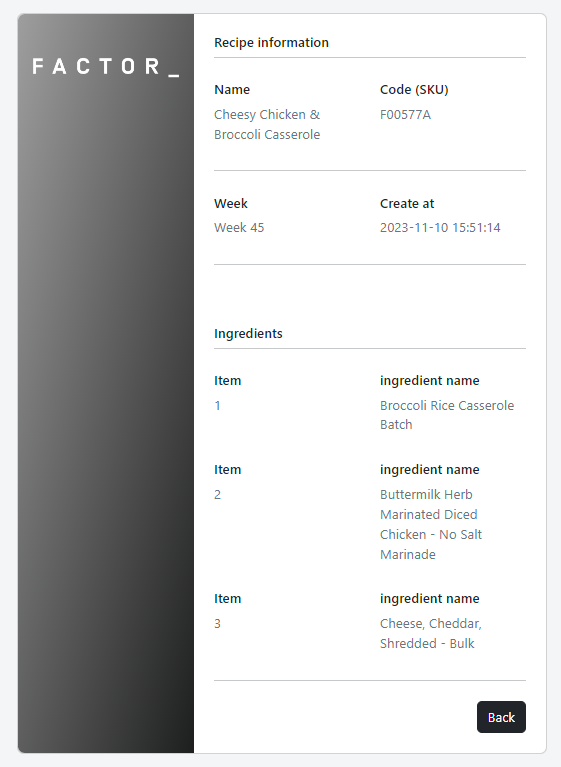 FACTOR_
Recipe information
Name
Code (SKU)
Cheesy Chicken &
Broccoli Casserole
F00577A
Week
Create at
Week 45
2023-11-10 15:51:14
Ingredients
Item
ingredient name
1
Broccoli Rice Casserole
Batch
Item
ingredient name
2
Buttermilk Herb
Marinated Diced
Chicken - No Salt
Marinade
Item
ingredient name
3
Cheese, Cheddar,
Shredded - Bulk
Back